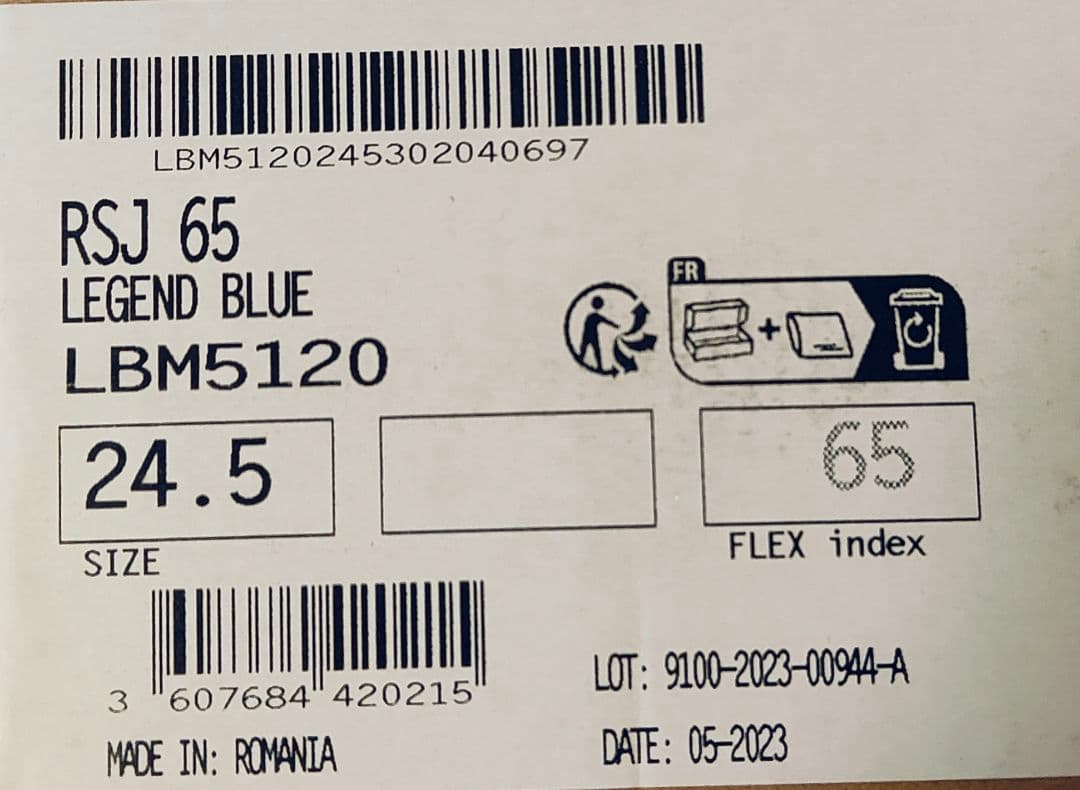 LBM5120245302040697
RSJ 65
LEGEND BLUE
LBM5120
FR
+
24.5
65
SIZE
FLEX index
3 607684 420215
LOT: 9100-2023-00944-A
MADE IN: ROMANIA
DATE: 05-2023